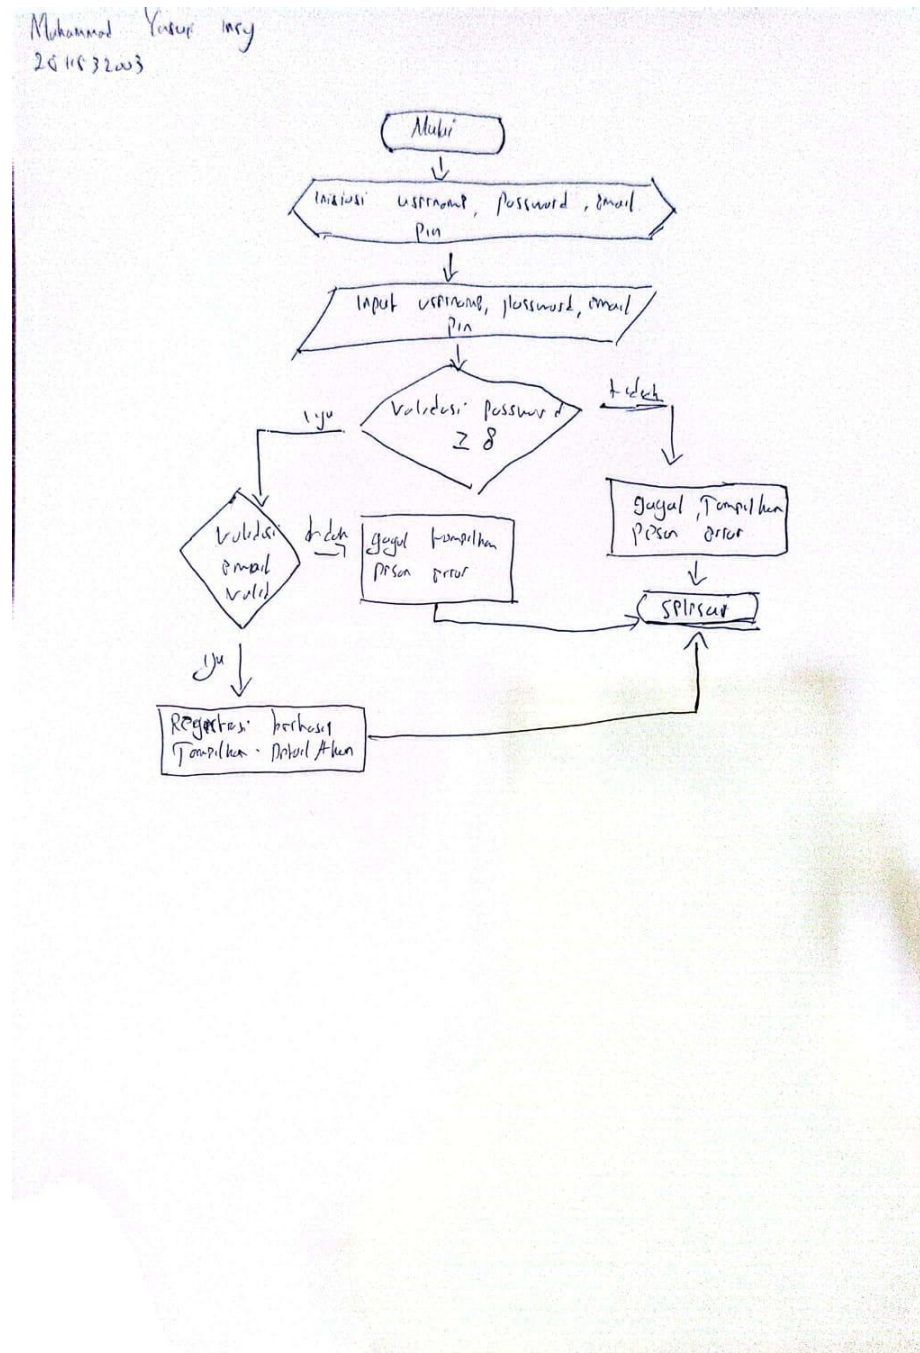 Muhammad Yusuf
Mulai
Inisiasi username, password, email
pin
Input username, password, email
pin
Validasi password
≥ 8
tidak
iya
gagal, Tampilkan
pesan error
Validasi
email
valid
tidak
gagal tampilkan
pesan error
selesai
iya
Registrasi berhasil
Tampilkan Detail Akun